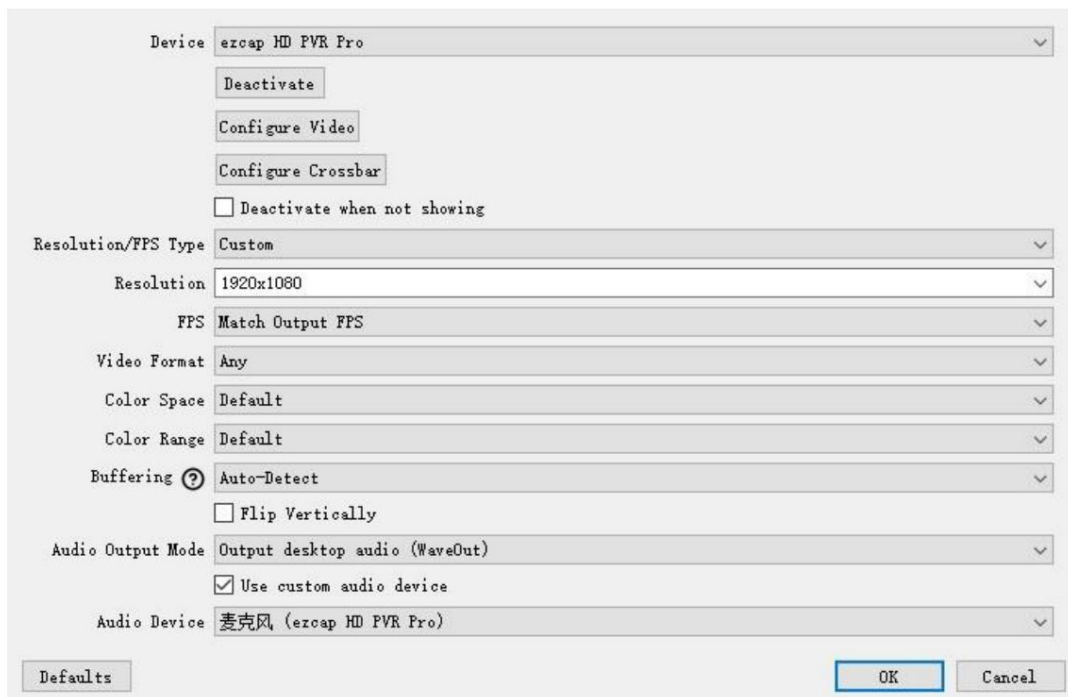 Device ezcap HD PVR Pro
Deactivate
Configure Video
Configure Crossbar
Deactivate when not showing
Resolution/FPS Type Custom
Resolution 1920x1080
FPS Match Output FPS
Video Format Any
Color Space Default
Color Range Default
Buffering ? Auto-Detect
Flip Vertically
Audio Output Mode Output desktop audio (WaveOut)
Use custom audio device
Audio Device 麦克风 (ezcap HD PVR Pro)
Defaults OK Cancel